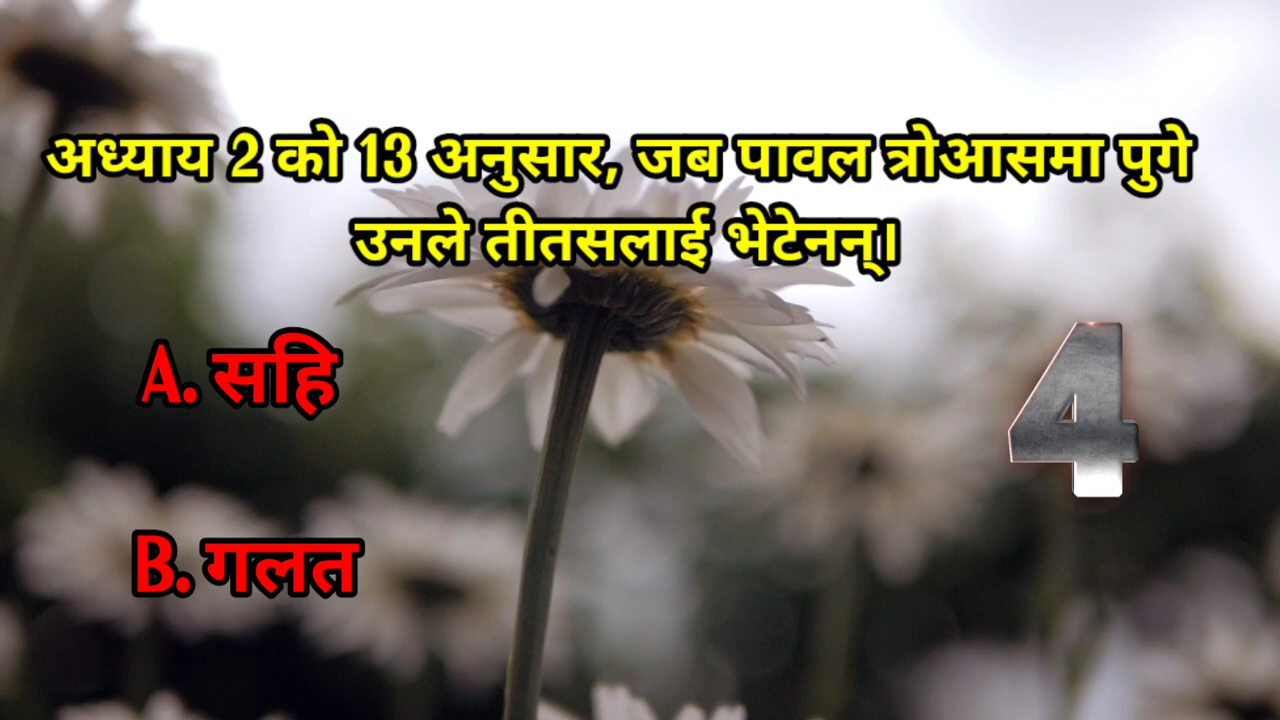 अध्याय 2 को 13 अनुसार, जब पावल त्रोआसमा पुगे
उनले तीतसलाई भेटेनन्।
A. सहि
4
B. गलत